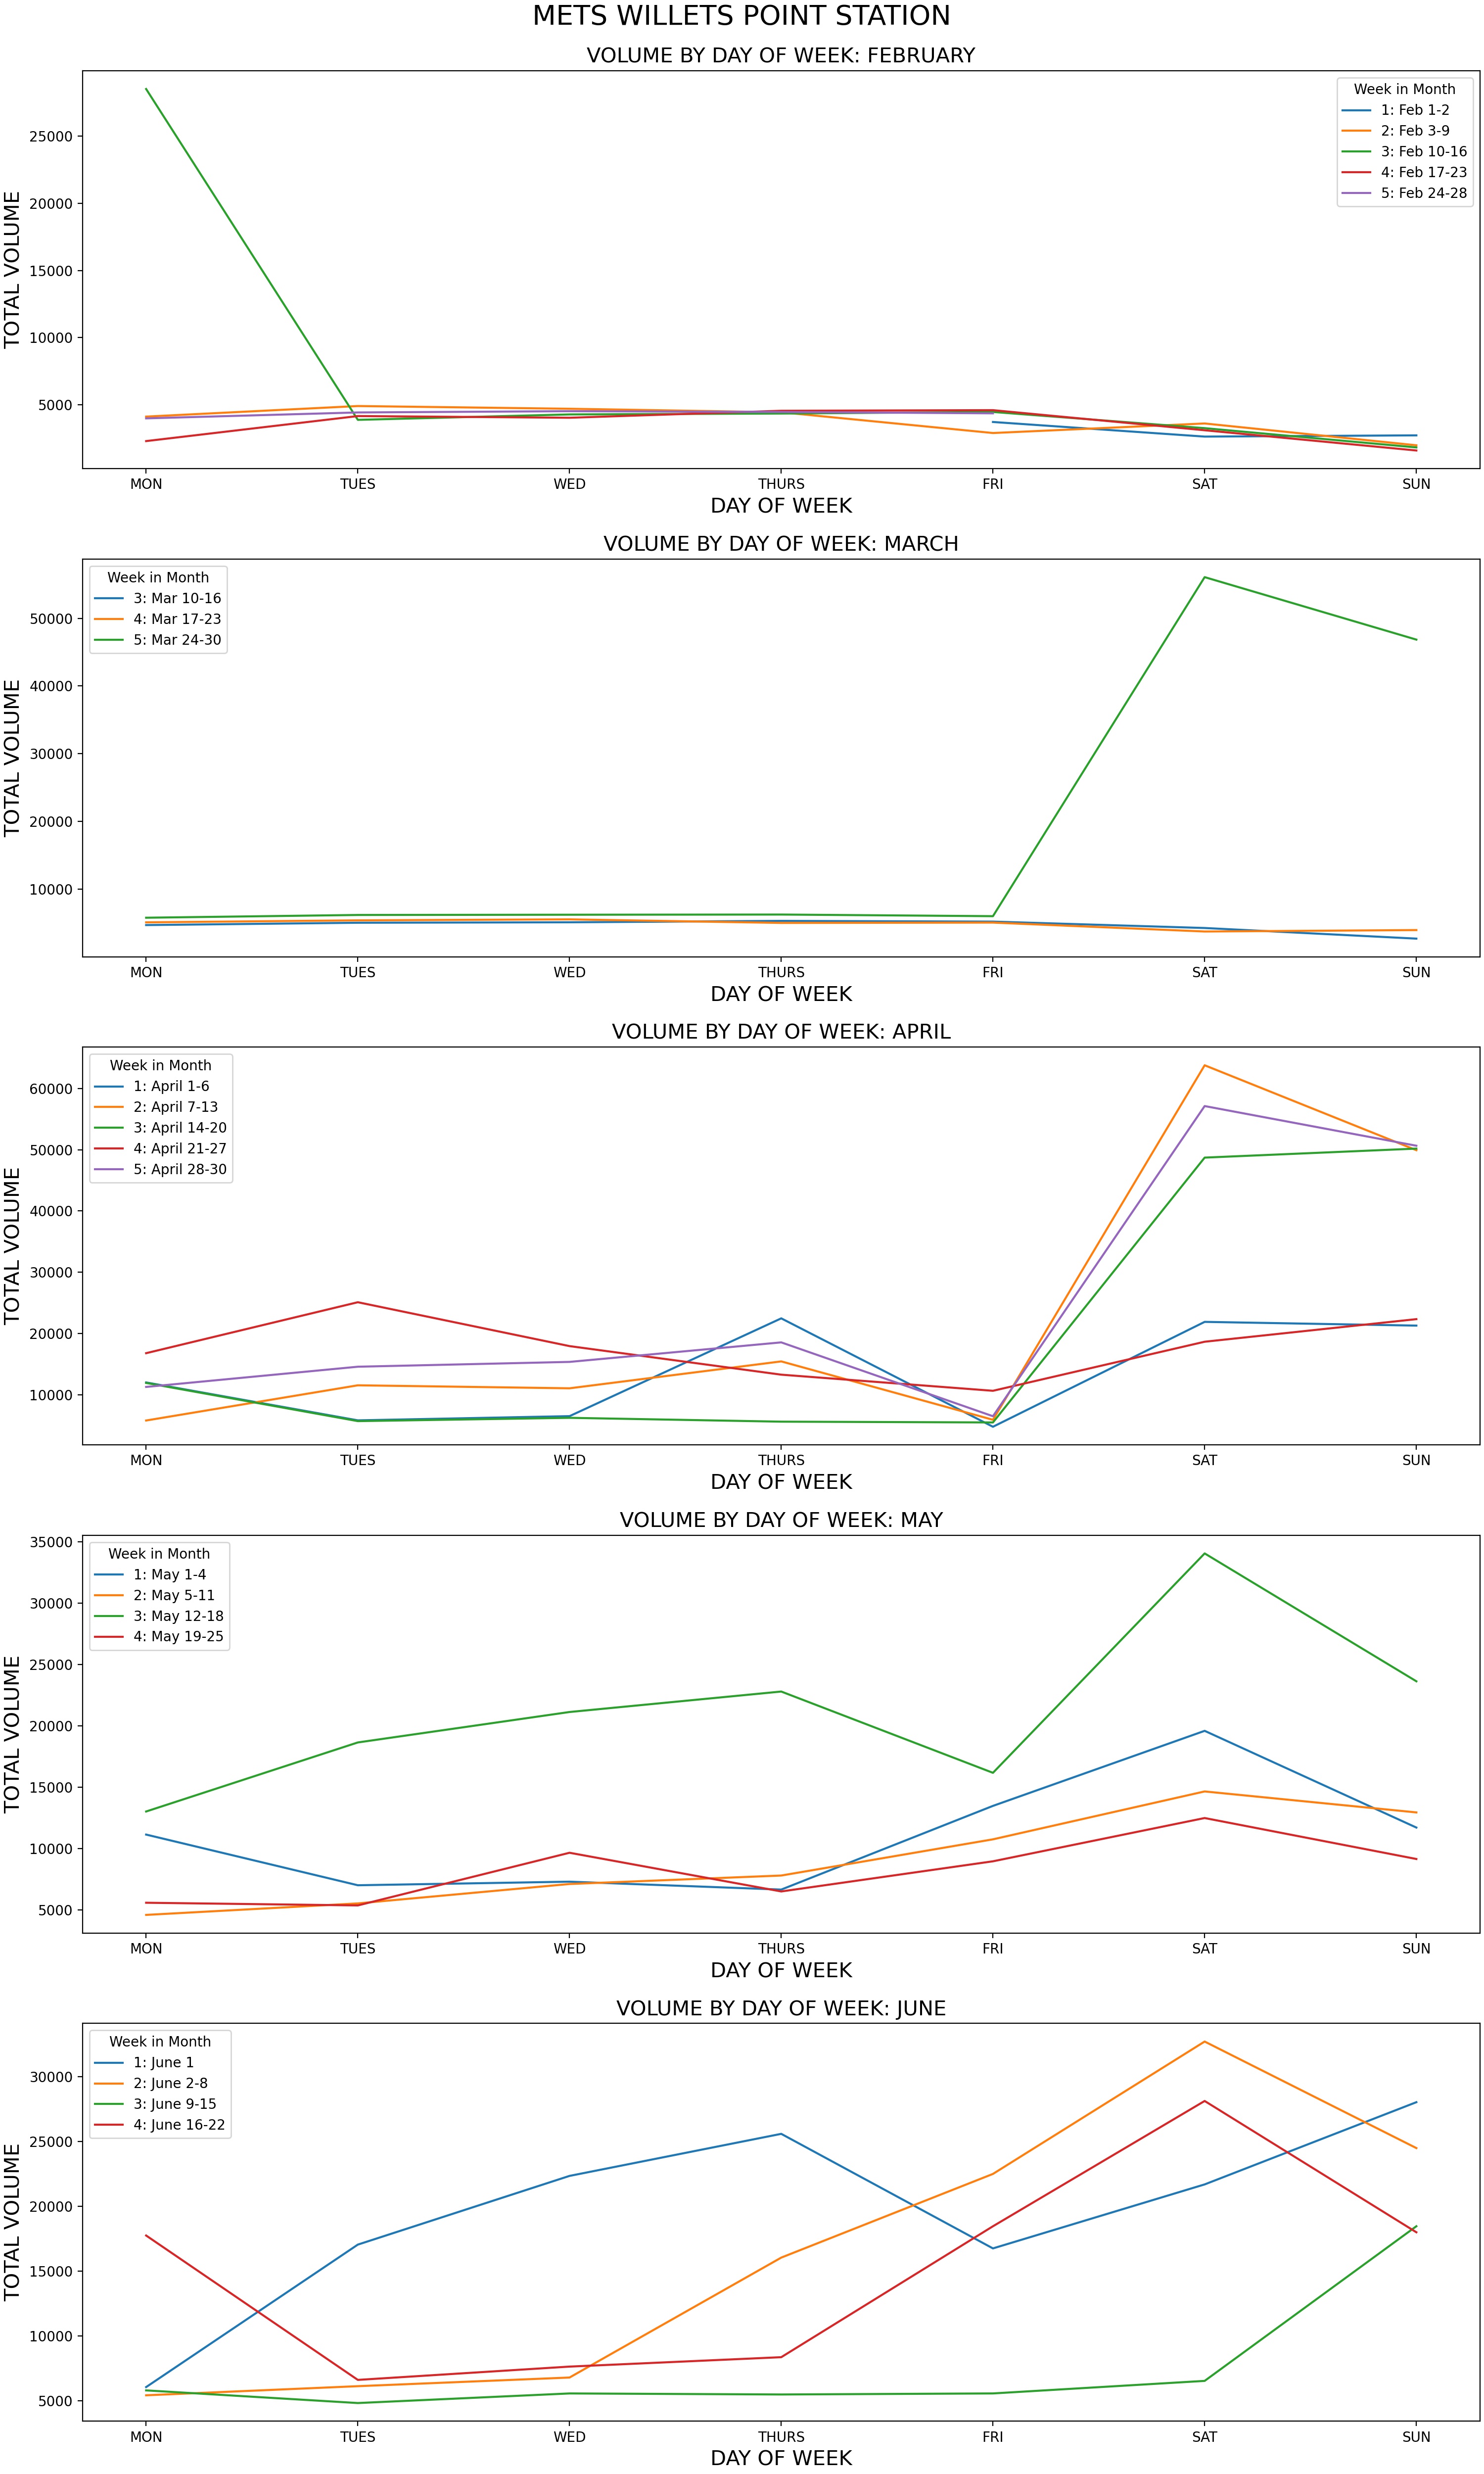 METS WILLETS POINT STATION
VOLUME BY DAY OF WEEK: FEBRUARY
TOTAL VOLUME
25000
20000
15000
10000
5000
Week in Month
1: Feb 1-2
2: Feb 3-9
3: Feb 10-16
4: Feb 17-23
5: Feb 24-28
MON TUES WED THURS FRI SAT SUN
DAY OF WEEK
VOLUME BY DAY OF WEEK: MARCH
TOTAL VOLUME
50000
40000
30000
20000
10000
Week in Month
3: Mar 10-16
4: Mar 17-23
5: Mar 24-30
MON TUES WED THURS FRI SAT SUN
DAY OF WEEK
VOLUME BY DAY OF WEEK: APRIL
TOTAL VOLUME
60000
50000
40000
30000
20000
10000
Week in Month
1: April 1-6
2: April 7-13
3: April 14-20
4: April 21-27
5: April 28-30
MON TUES WED THURS FRI SAT SUN
DAY OF WEEK
VOLUME BY DAY OF WEEK: MAY
TOTAL VOLUME
35000
30000
25000
20000
15000
10000
5000
Week in Month
1: May 1-4
2: May 5-11
3: May 12-18
4: May 19-25
MON TUES WED THURS FRI SAT SUN
DAY OF WEEK
VOLUME BY DAY OF WEEK: JUNE
TOTAL VOLUME
30000
25000
20000
15000
10000
5000
Week in Month
1: June 1
2: June 2-8
3: June 9-15
4: June 16-22
MON TUES WED THURS FRI SAT SUN
DAY OF WEEK